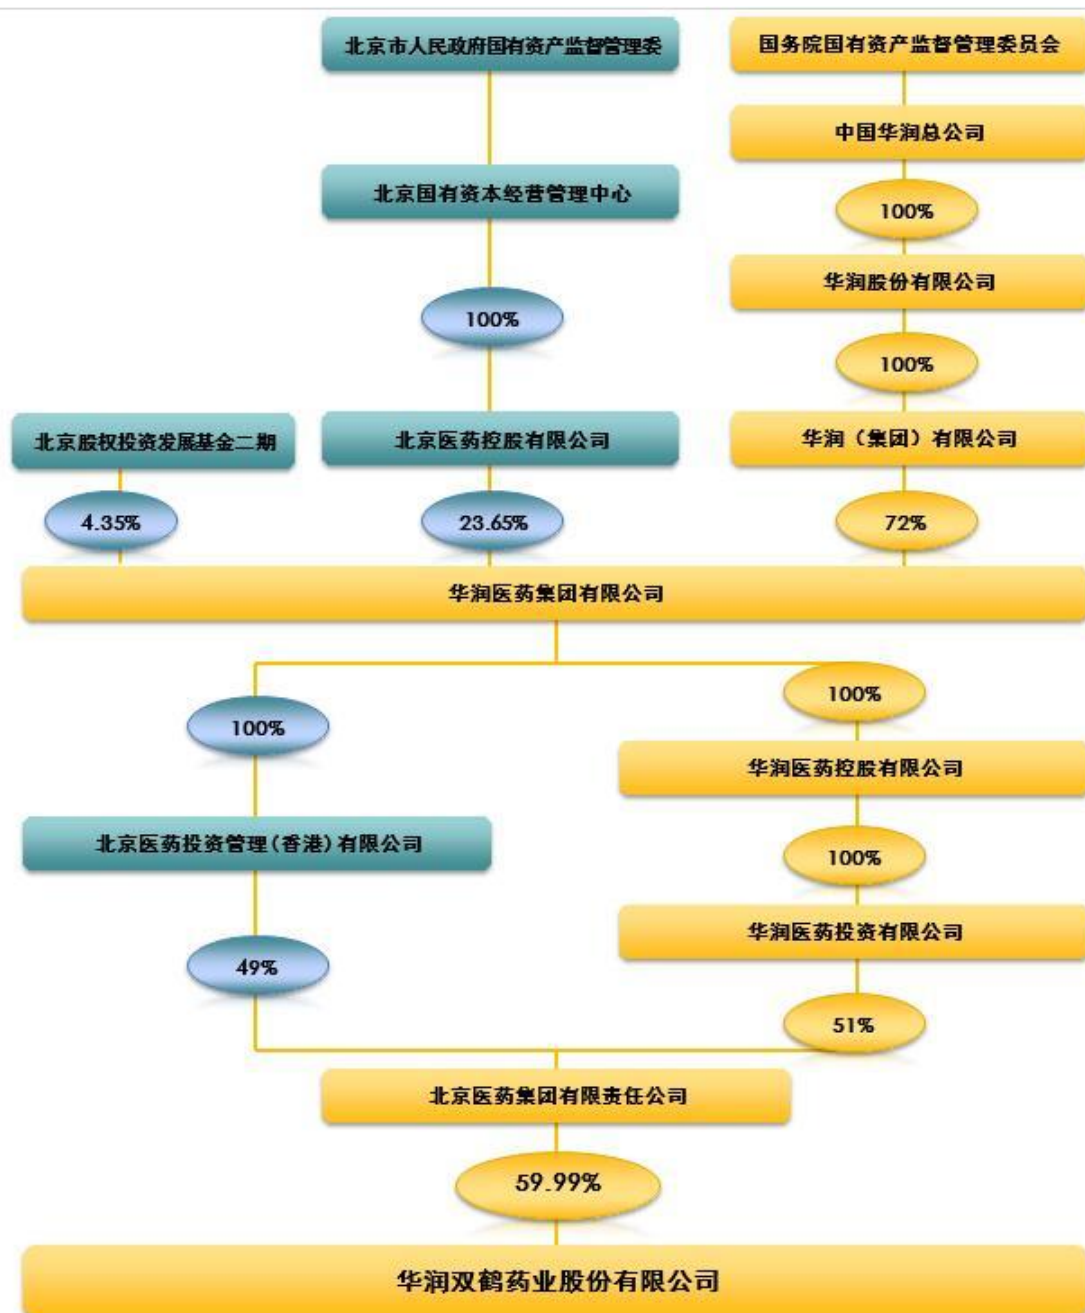 北京市人民政府国有资产监督管理委
国务院国有资产监督管理委员会
中国华润总公司
北京国有资本经营管理中心
100%
华润股份有限公司
100%
100%
北京股权投资发展基金二期
北京医药控股有限公司
华润（集团）有限公司
4.35%
23.65%
72%
华润医药集团有限公司
100%
100%
华润医药控股有限公司
北京医药投资管理（香港）有限公司
100%
华润医药投资有限公司
49%
51%
北京医药集团有限责任公司
59.99%
华润双鹤药业股份有限公司